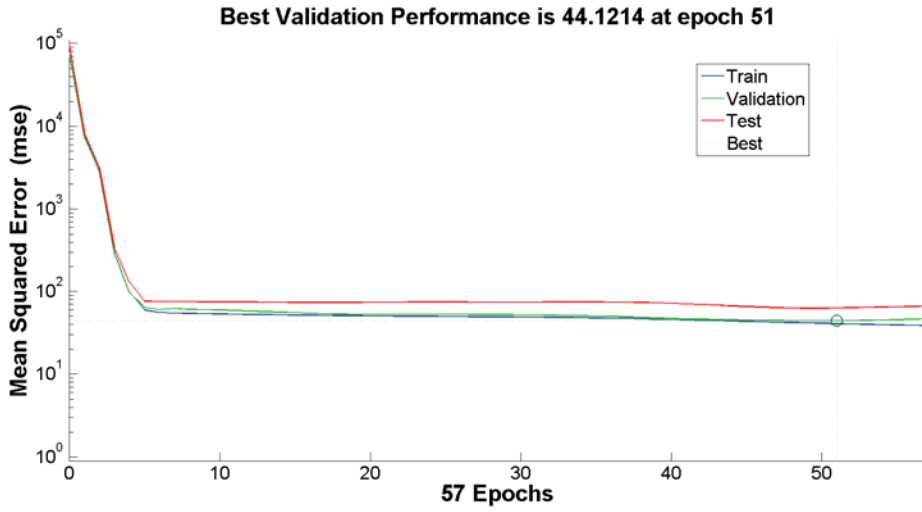 Best Validation Performance is 44.1214 at epoch 51
Mean Squared Error (mse)
10^5
10^4
10^3
10^2
10^1
10^0
Train
Validation
Test
Best
0 10 20 30 40 50
57 Epochs